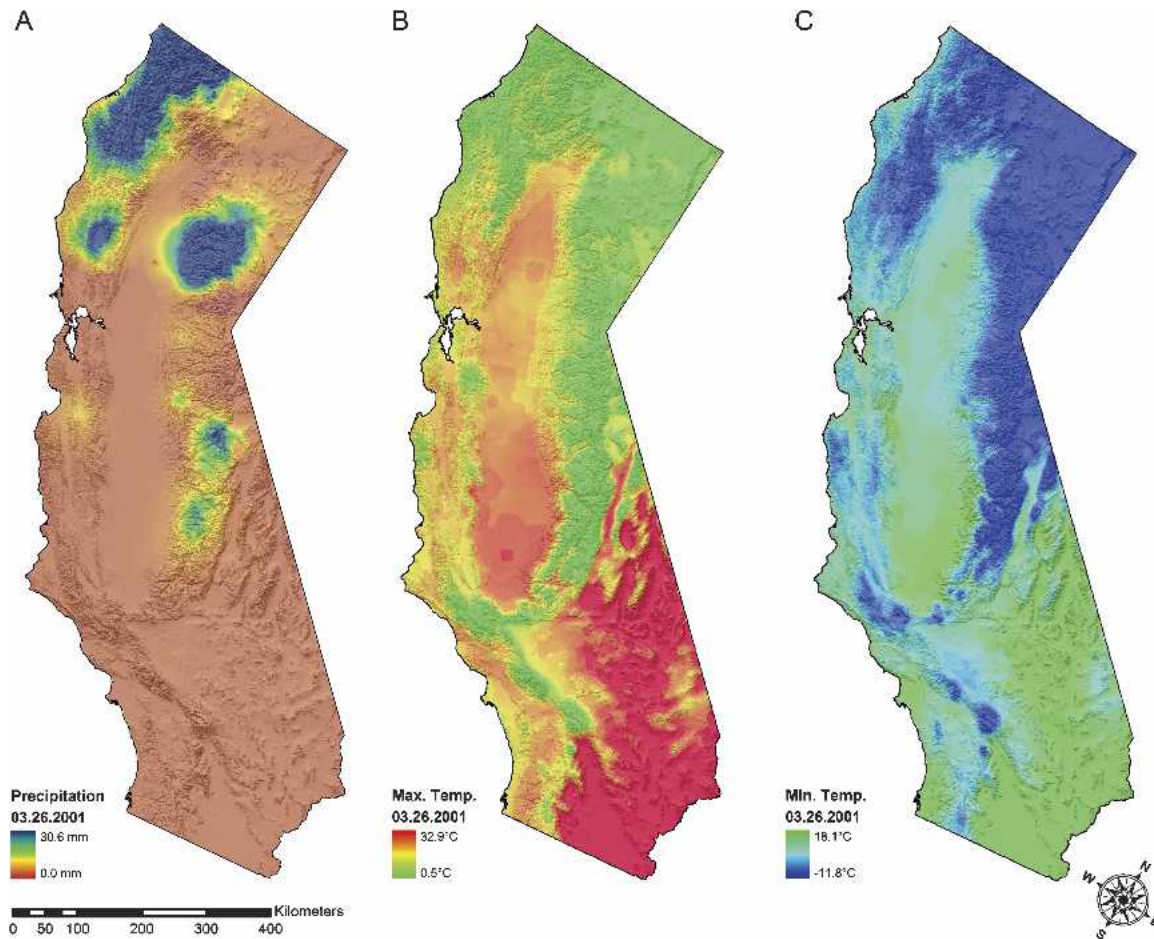 A
B
C
Precipitation
03.26.2001
30.6 mm
0.0 mm
Max. Temp.
03.26.2001
32.9°C
0.5°C
Min. Temp.
03.26.2001
18.1°C
-11.8°C
Kilometers
0 50 100 200 300 400
N
W
E
S